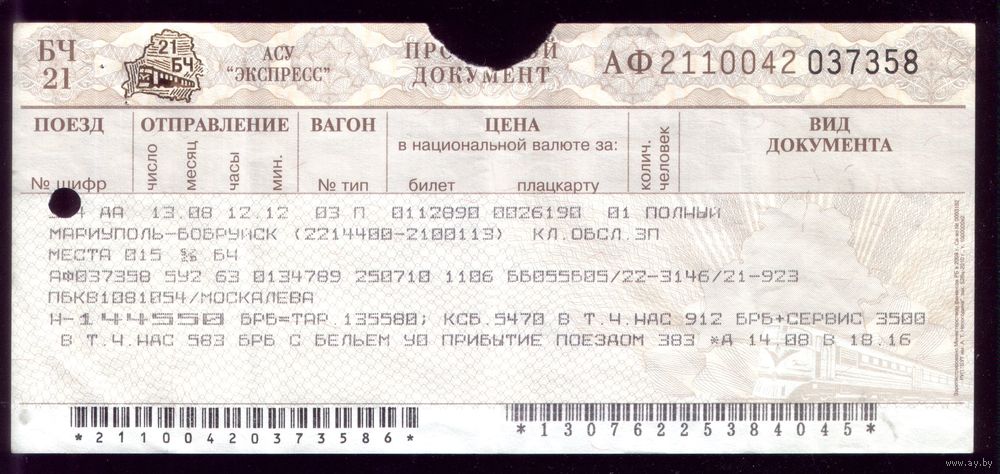 БЧ 21
21 БЧ
АСУ "ЭКСПРЕСС"
ДОКУМЕНТ
АФ2110042 037358
ПОЕЗД ОТПРАВЛЕНИЕ ВАГОН ЦЕНА ВИД ДОКУМЕНТА
в национальной валюте за:
№ шифр число месяц часы мин. № тип билет плацкарту колич. человек
АА 13.08 12.12 03 П 0112890 0026190 01 ПОЛНЫЙ
МАРИУПОЛЬ-БОБРУЙСК (2214400-2100113) КЛ.ОБСЛ.3П
МЕСТА 015 БЧ
АФ037358 5У2 63 0134789 250710 1106 ББ055605/22-3146/21-923
ПБКВ1081054/МОСКАЛЕВА
Н-144550 БРБ=ТАР.135580; КСБ.5470 В Т.Ч.НАС 912 БРБ+СЕРВИС 3500
В Т.Ч.НАС 583 БРБ С БЕЛЬЕМ УО ПРИБЫТИЕ ПОЕЗДОМ 383 *Д 14.08 В 18.16
*21100420373586*
*13076225384045*
www.ay.by